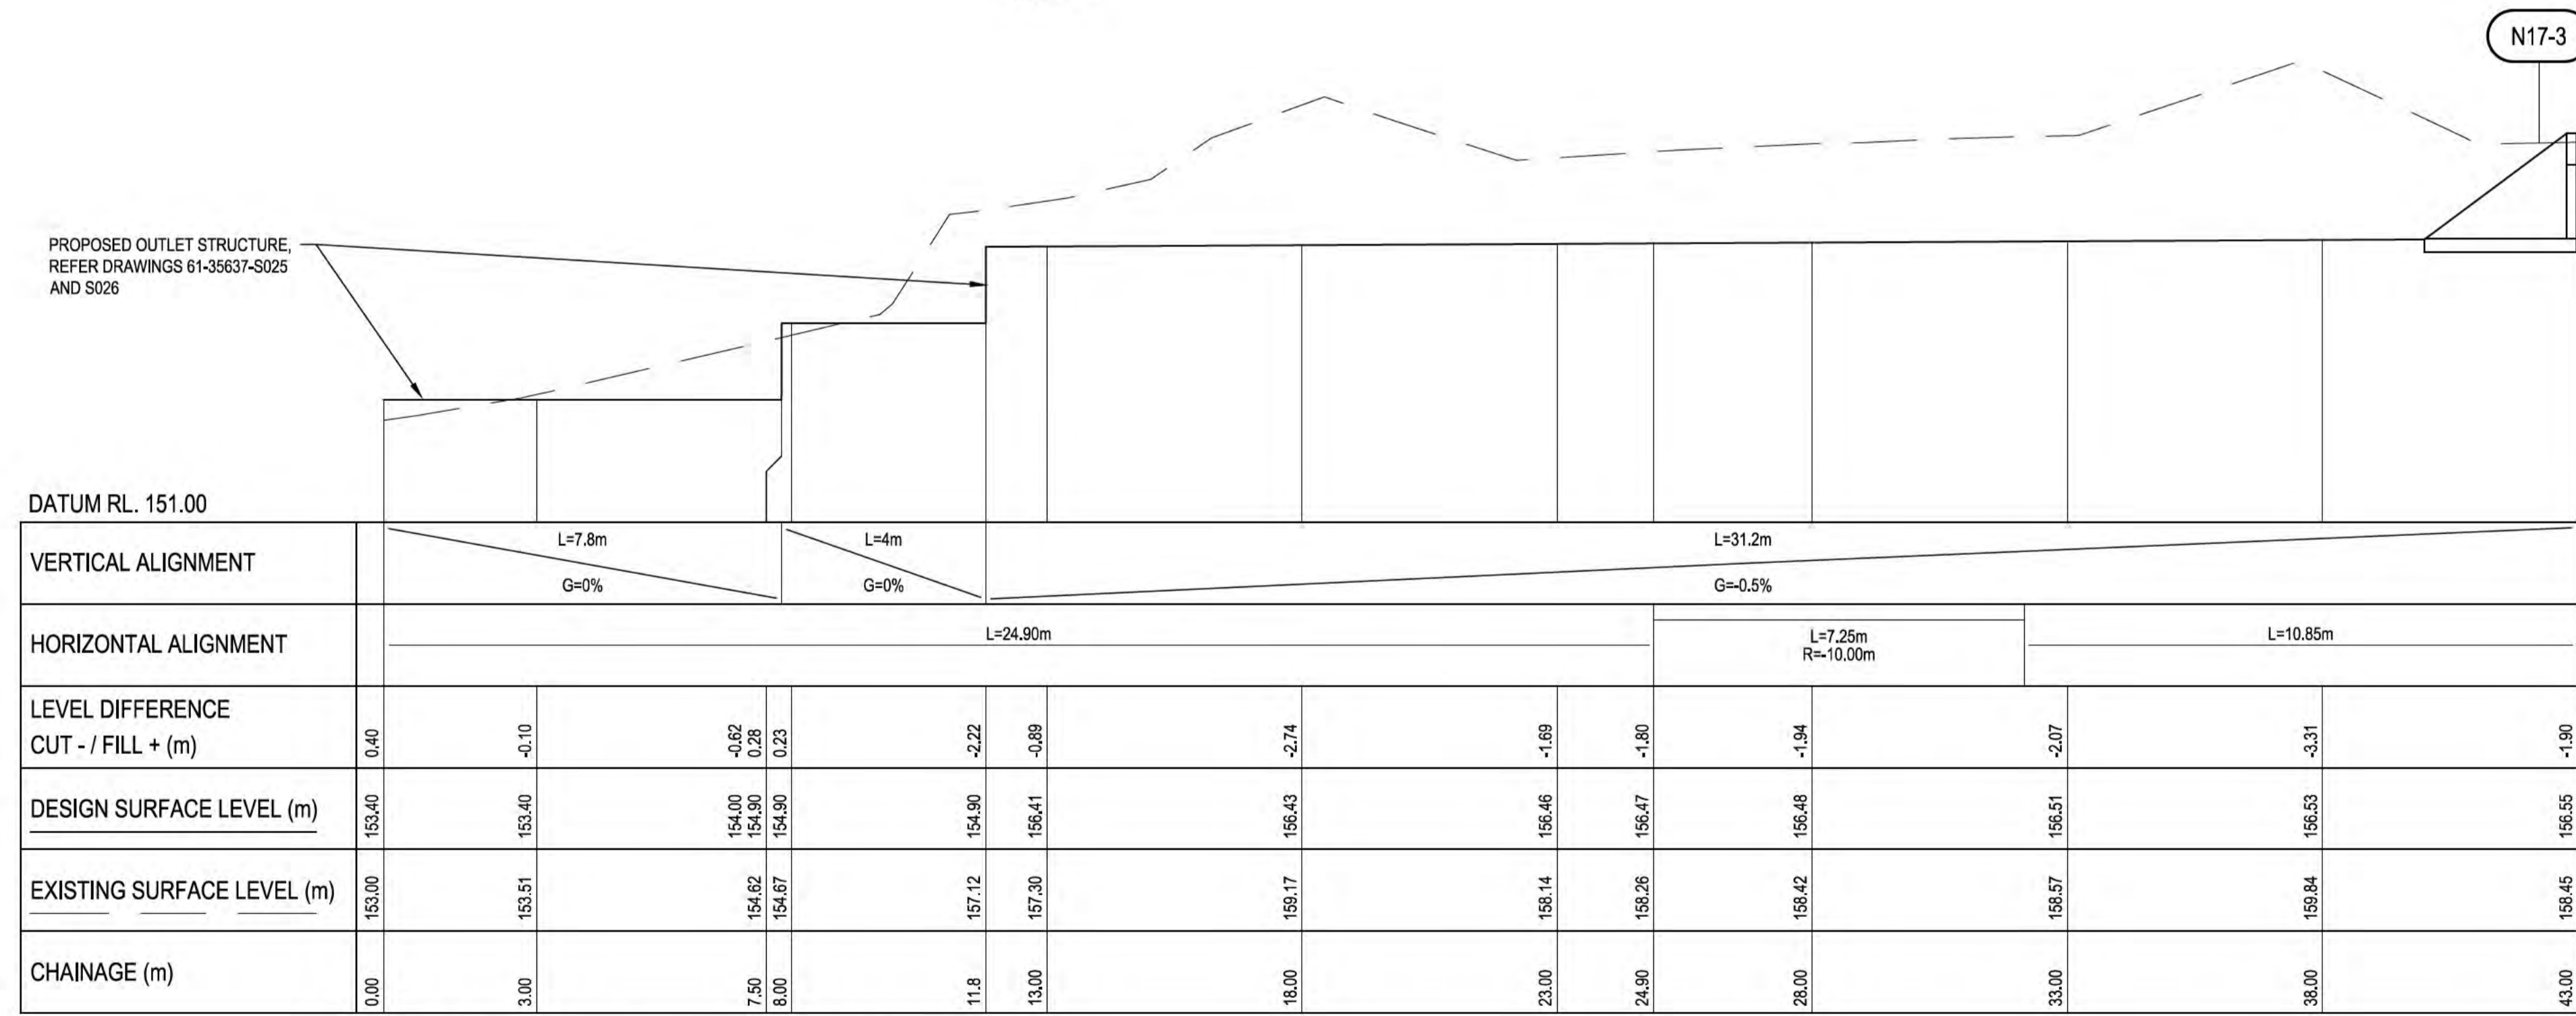 N17-3
PROPOSED OUTLET STRUCTURE,
REFER DRAWINGS 61-35637-S025
AND S026
DATUM RL. 151.00
VERTICAL ALIGNMENT
L=7.8m
G=0%
L=4m
G=0%
L=31.2m
G=-0.5%
HORIZONTAL ALIGNMENT
L=24.90m
L=7.25m
R=-10.00m
L=10.85m
LEVEL DIFFERENCE
CUT - / FILL + (m)
0.40
-0.10
-0.62
0.28
0.23
-2.22
-0.89
-2.74
-1.69
-1.80
-1.94
-2.07
-3.31
-1.90
DESIGN SURFACE LEVEL (m)
153.40
153.40
154.00
154.90
154.90
154.90
156.41
156.43
156.46
156.47
156.48
156.51
156.53
156.55
EXISTING SURFACE LEVEL (m)
153.00
153.51
154.62
154.67
157.12
157.30
159.17
158.14
158.26
158.42
158.57
159.84
158.45
CHAINAGE (m)
0.00
3.00
7.50
8.00
11.8
13.00
18.00
23.00
24.90
28.00
33.00
38.00
43.00